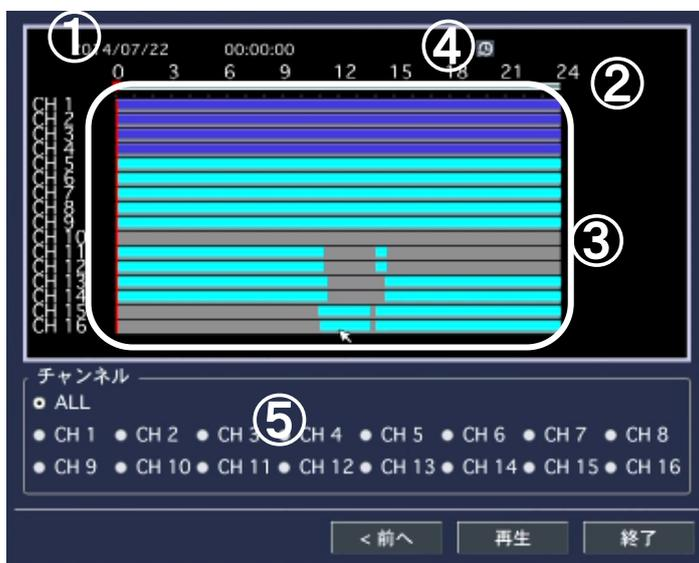 ① ④
2014/07/22 00:00:00
0 3 6 9 12 15 18 21 24
②
CH 1
CH 2
CH 3
CH 4
CH 5
CH 6
CH 7
CH 8
CH 9
CH 10
③
CH 11
CH 12
CH 13
CH 14
CH 15
CH 16
チャンネル
ALL
⑤
CH 1 CH 2 CH 3 CH 4 CH 5 CH 6 CH 7 CH 8
CH 9 CH 10 CH 11 CH 12 CH 13 CH 14 CH 15 CH 16
< 前へ 再生 終了